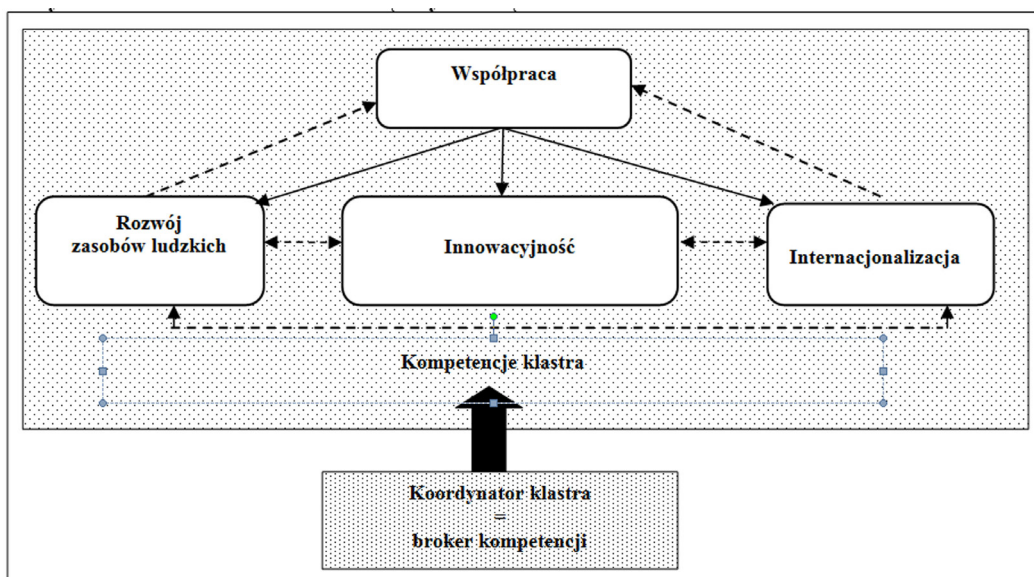 Współpraca
Rozwój
zasobów ludzkich
Innowacyjność
Internacjonalizacja
Kompetencje klastra
Koordynator klastra
=
broker kompetencji